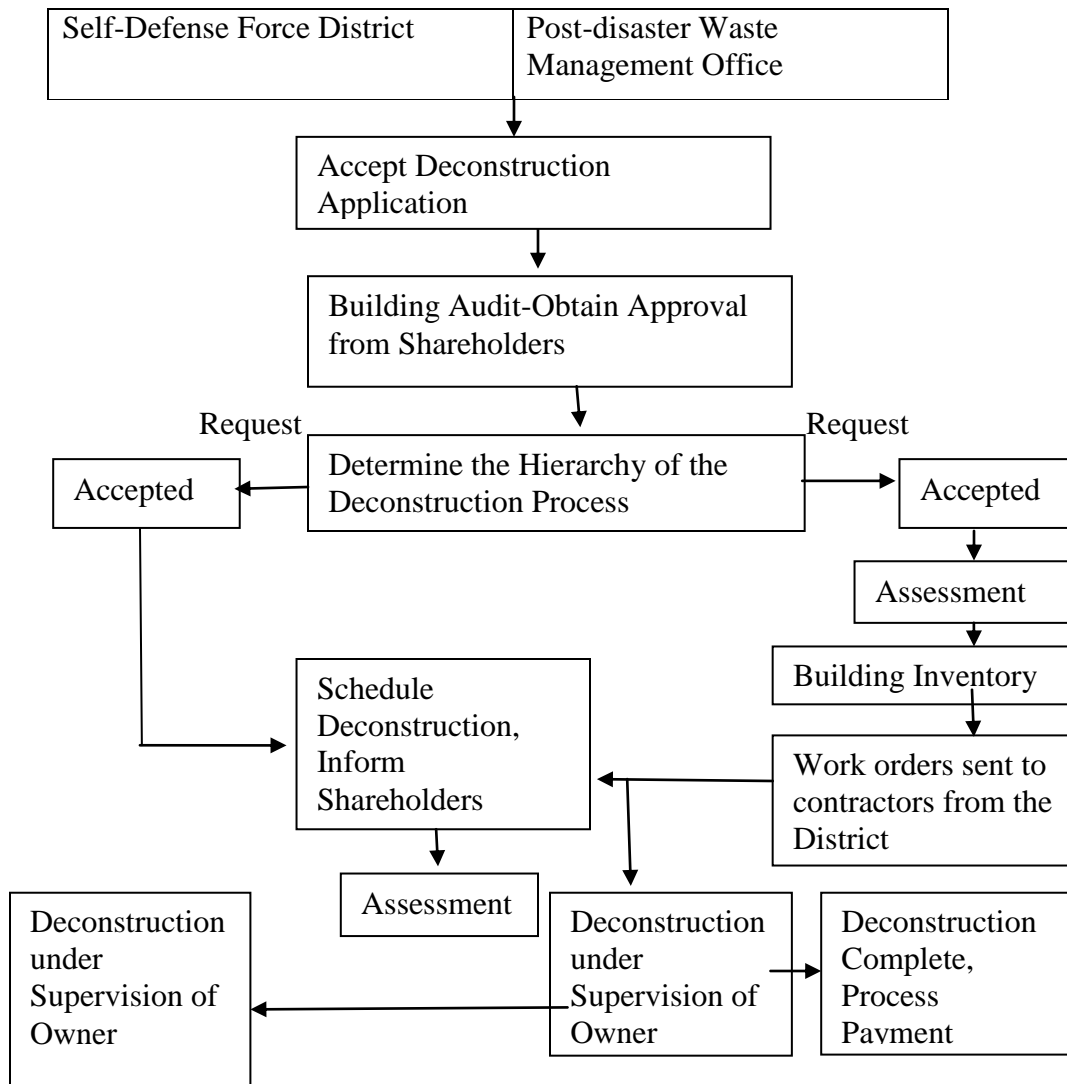 Self-Defense Force District
Post-disaster Waste
Management Office
Accept Deconstruction
Application
Building Audit-Obtain Approval
from Shareholders
Request
Request
Determine the Hierarchy of the
Deconstruction Process
Accepted
Accepted
Assessment
Building Inventory
Schedule
Deconstruction,
Inform
Shareholders
Work orders sent to
contractors from the
District
Assessment
Deconstruction
under
Supervision of
Owner
Deconstruction
under
Supervision of
Owner
Deconstruction
Complete,
Process
Payment